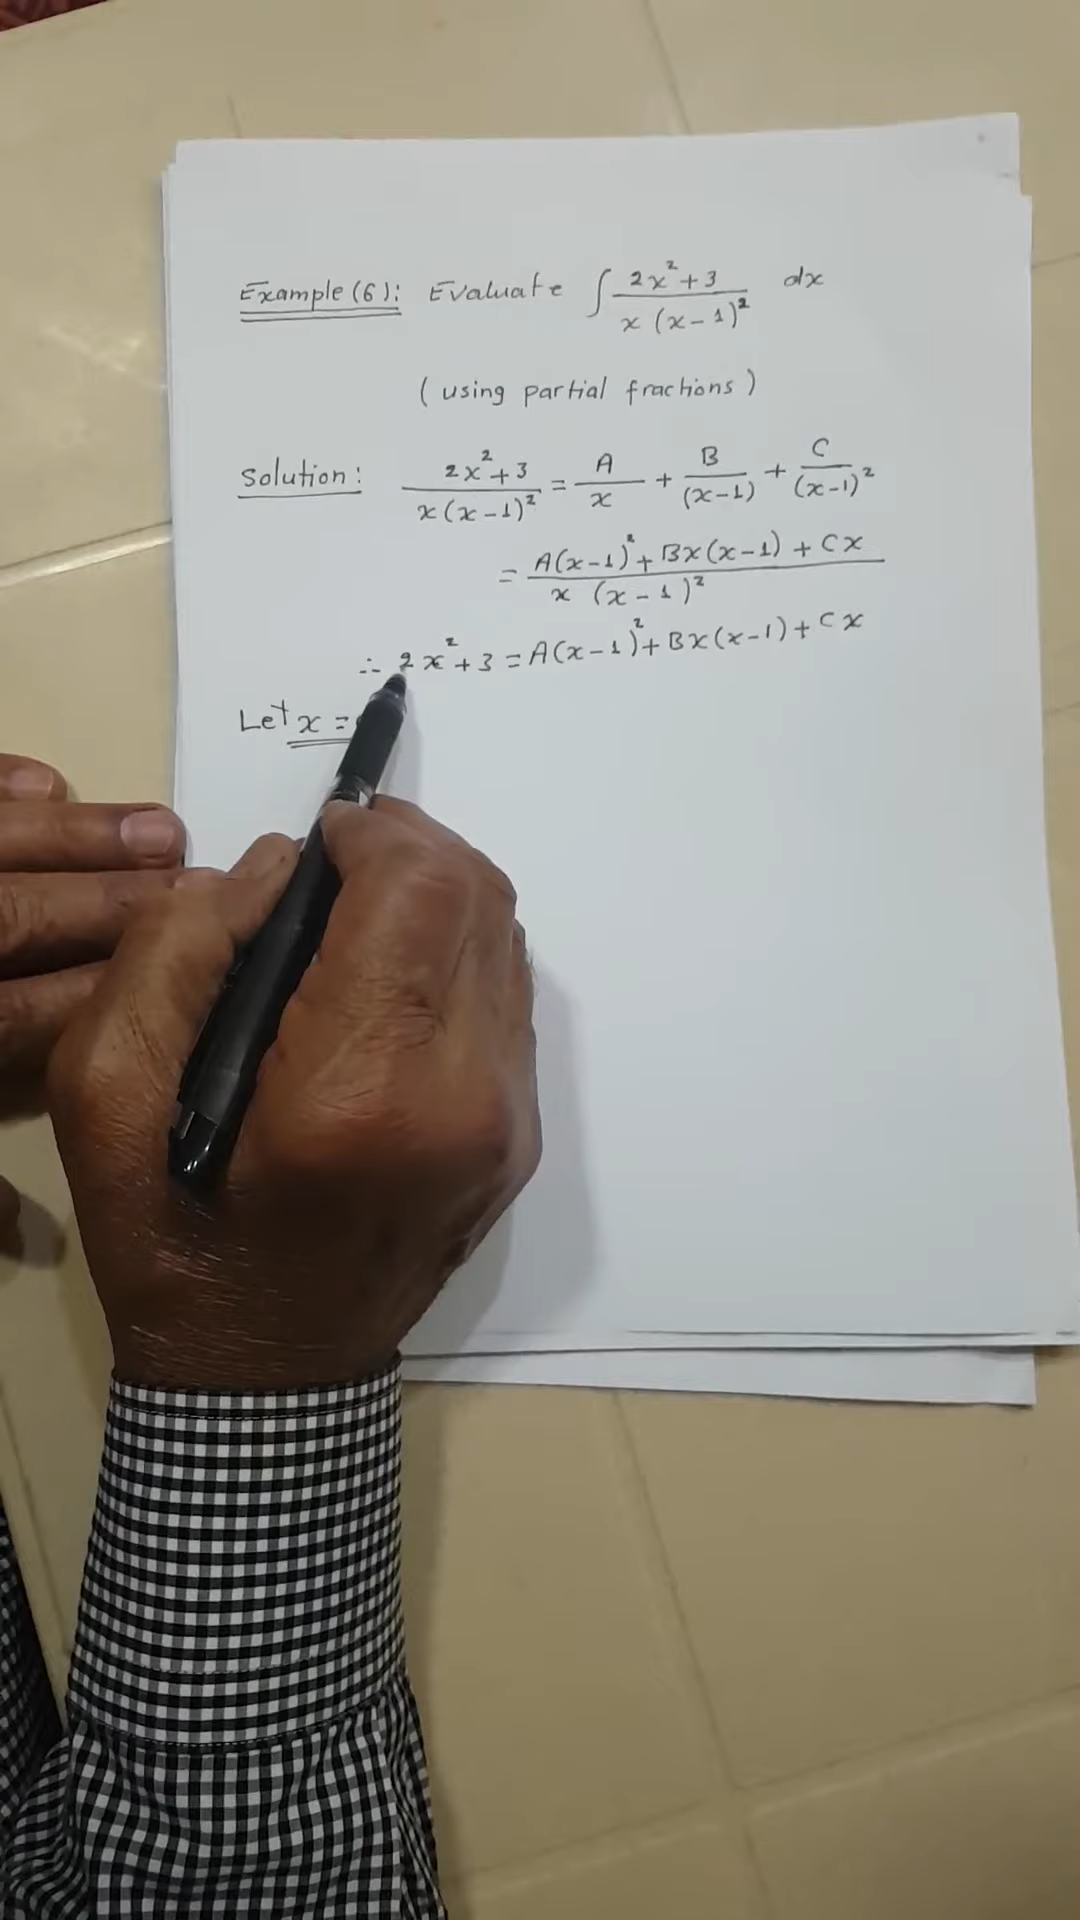 Example (6): Evaluate ∫ (2x²+3)/(x(x-1)²) dx
(using partial fractions)
Solution: (2x²+3)/(x(x-1)²) = A/x + B/(x-1) + C/(x-1)²
= (A(x-1)²+Bx(x-1)+Cx)/(x(x-1)²)
∴ 2x²+3 = A(x-1)²+Bx(x-1)+Cx
Let x =